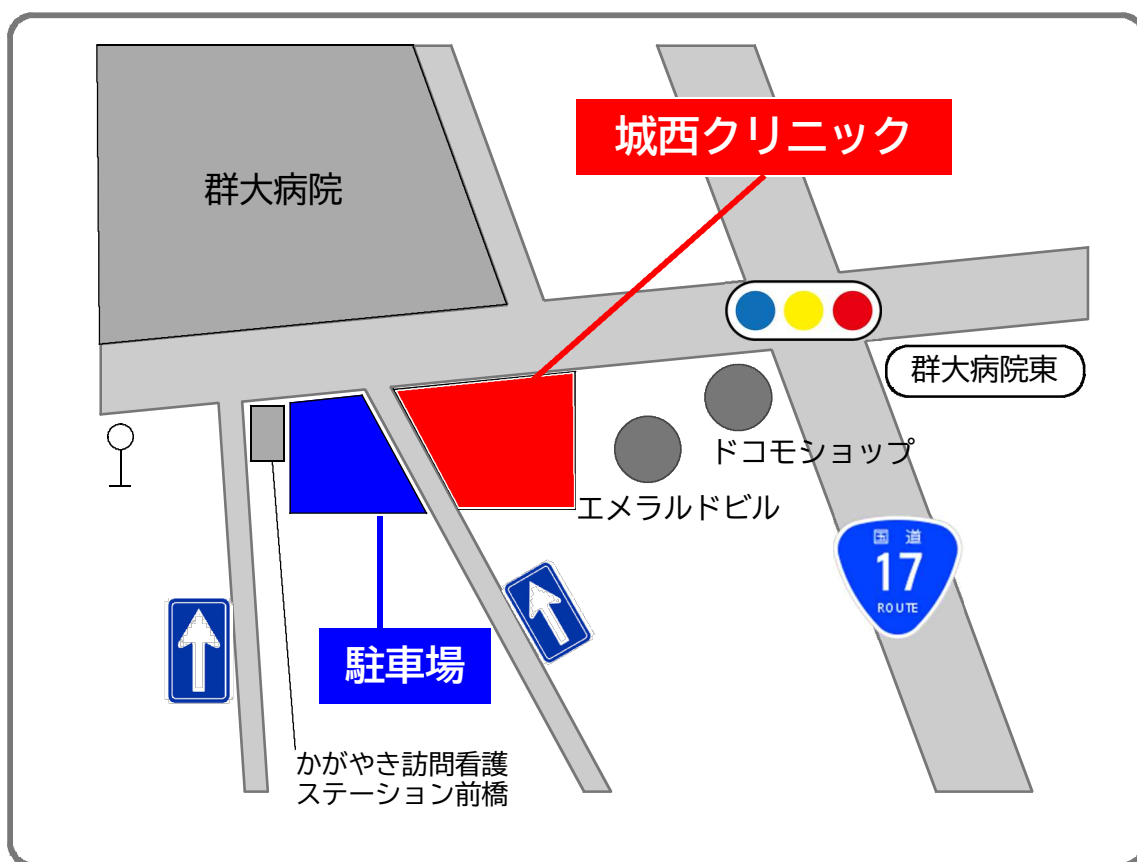 城西クリニック
群大病院
群大病院東
ドコモショップ
エメラルドビル
国道
17
ROUTE
駐車場
かがやき訪問看護
ステーション前橋